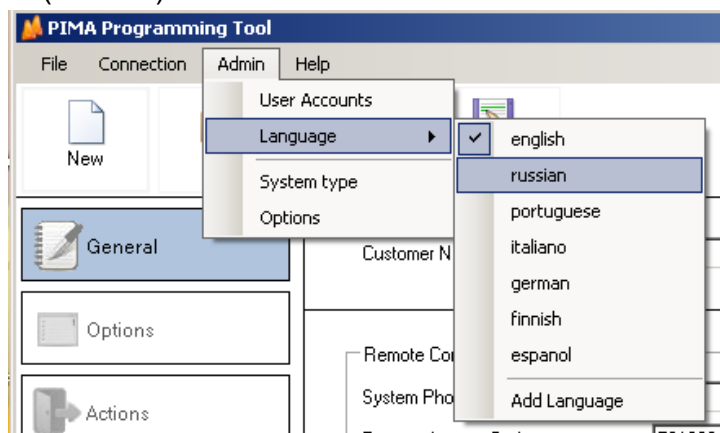 PIMA Programming Tool
File Connection Admin Help
New
User Accounts
Language
System type
Options
english
russian
portuguese
italiano
german
finnish
espanol
Add Language
General
Options
Actions
Customer N
Remote Co
System Pho